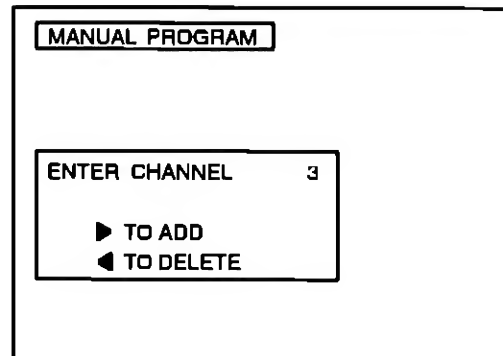 MANUAL PROGRAM
ENTER CHANNEL 3
▶ TO ADD
◀ TO DELETE